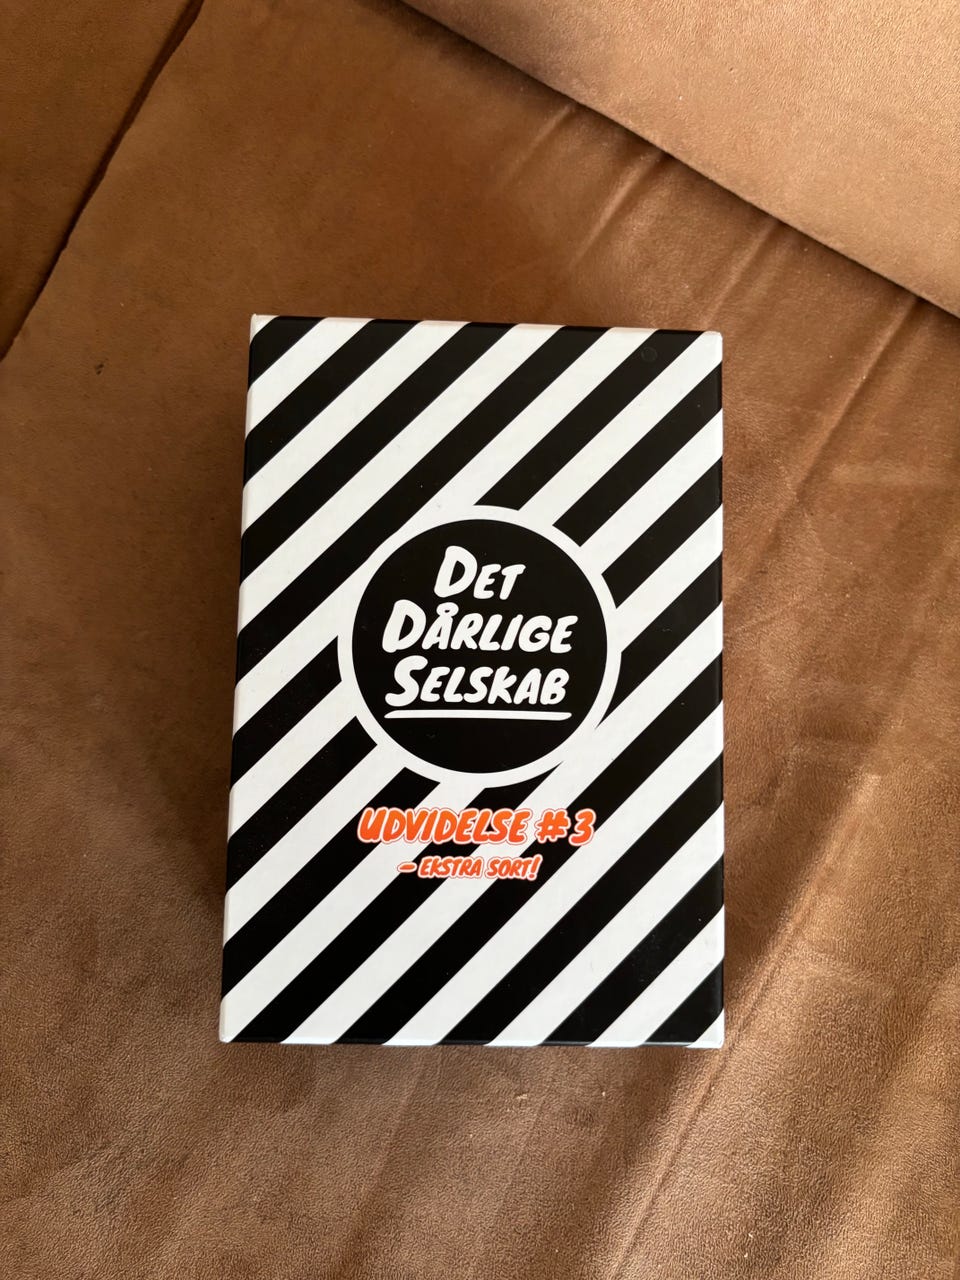 DET
DÅRLIGE
SELSKAB
UDVIDELSE #3
– EKSTRA SORT!